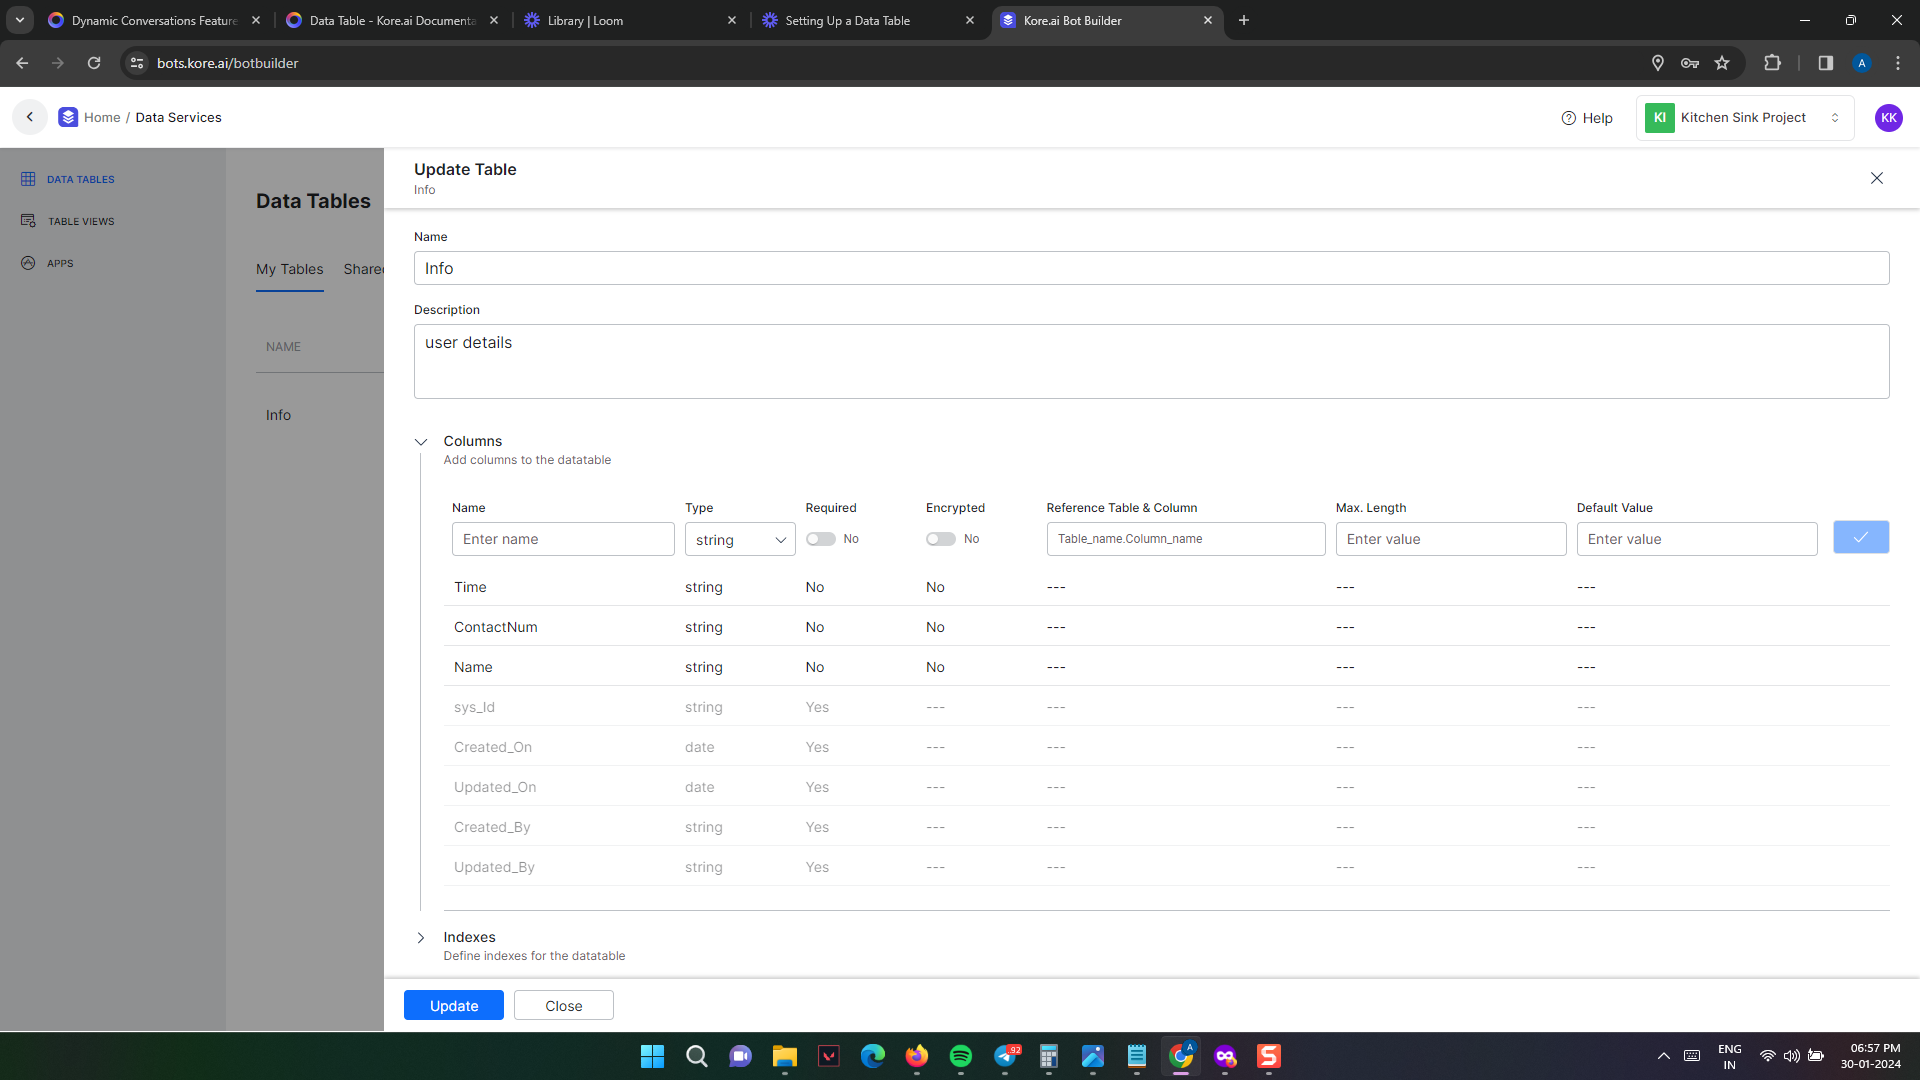 Dynamic Conversations Feature
Data Table - Kore.ai Documenta
Library | Loom
Setting Up a Data Table
Kore.ai Bot Builder
bots.kore.ai/botbuilder
A
Home / Data Services
Help
KI
Kitchen Sink Project
KK
DATA TABLES
TABLE VIEWS
APPS
Data Tables
My Tables Shared
NAME
Info
Update Table
Info
Name
Info
Description
user details
Columns
Add columns to the datatable
Name Type Required Encrypted Reference Table & Column Max. Length Default Value
Enter name string No No Table_name.Column_name Enter value Enter value
Time string No No --- --- ---
ContactNum string No No --- --- ---
Name string No No --- --- ---
sys_Id string Yes --- --- --- ---
Created_On date Yes --- --- --- ---
Updated_On date Yes --- --- --- ---
Created_By string Yes --- --- --- ---
Updated_By string Yes --- --- --- ---
Indexes
Define indexes for the datatable
Update Close
92
A
ENG
IN
06:57 PM
30-01-2024